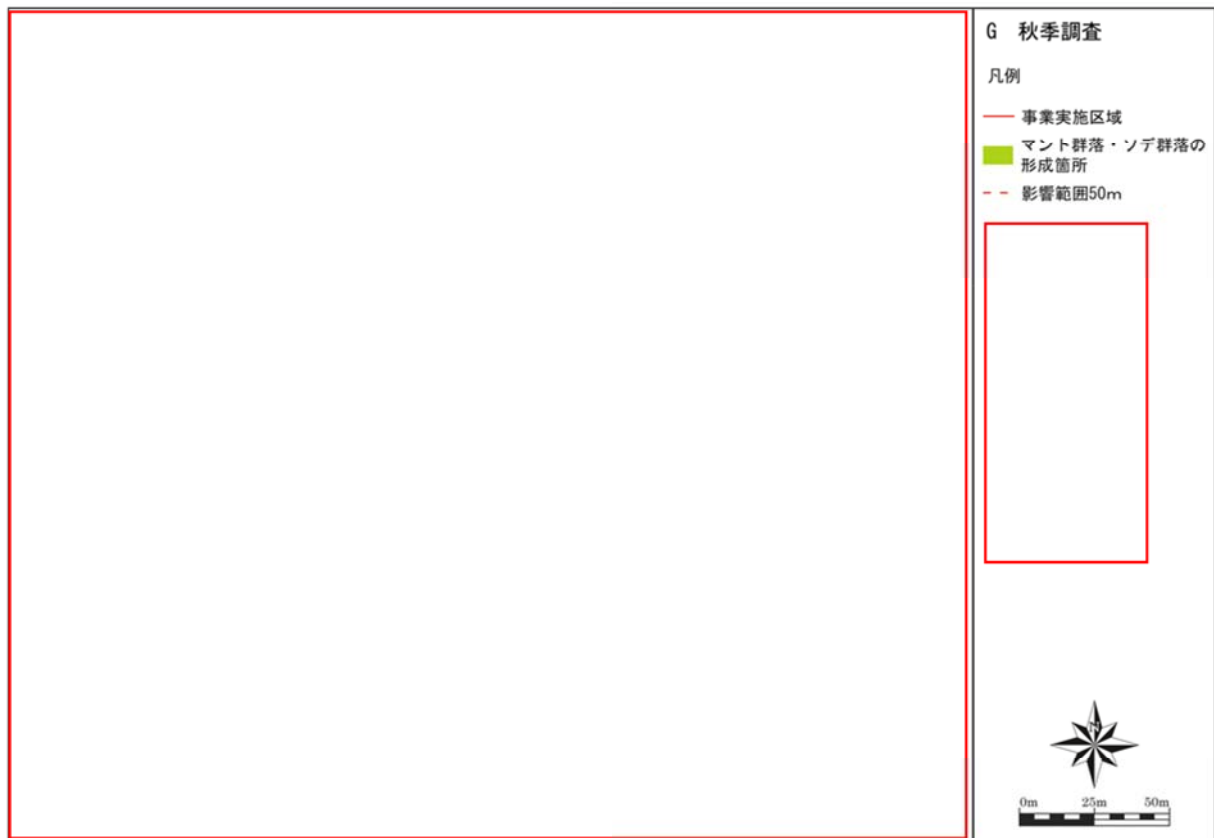 G 秋季調査
凡例
事業実施区域
マント群落・ソデ群落の
形成箇所
影響範囲50m
N
0m 25m 50m